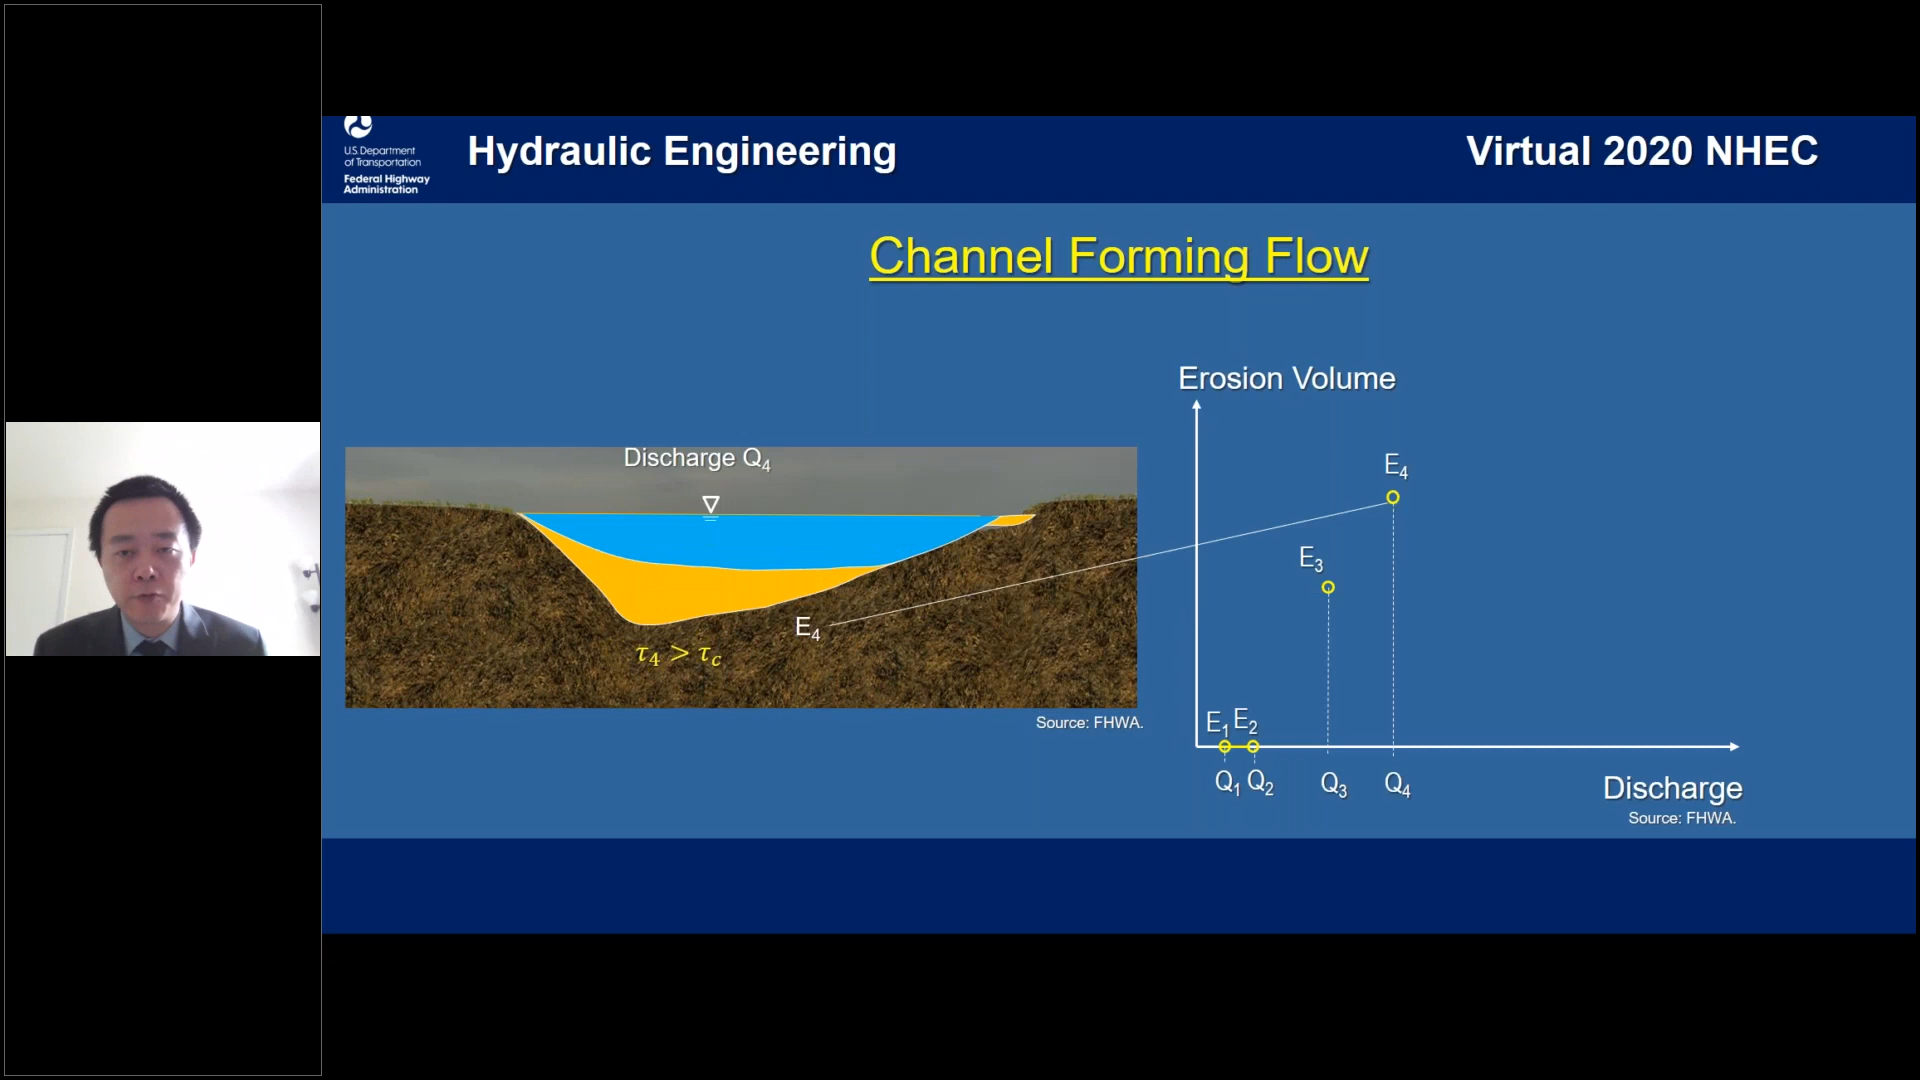 U.S. Department
of Transportation
Federal Highway
Administration
Hydraulic Engineering
Virtual 2020 NHEC
Channel Forming Flow
Discharge Q₄
E₄
τ₄ > τ_c
Source: FHWA.
Erosion Volume
E₄
E₃
E₁ E₂
Q₁ Q₂ Q₃ Q₄
Discharge
Source: FHWA.